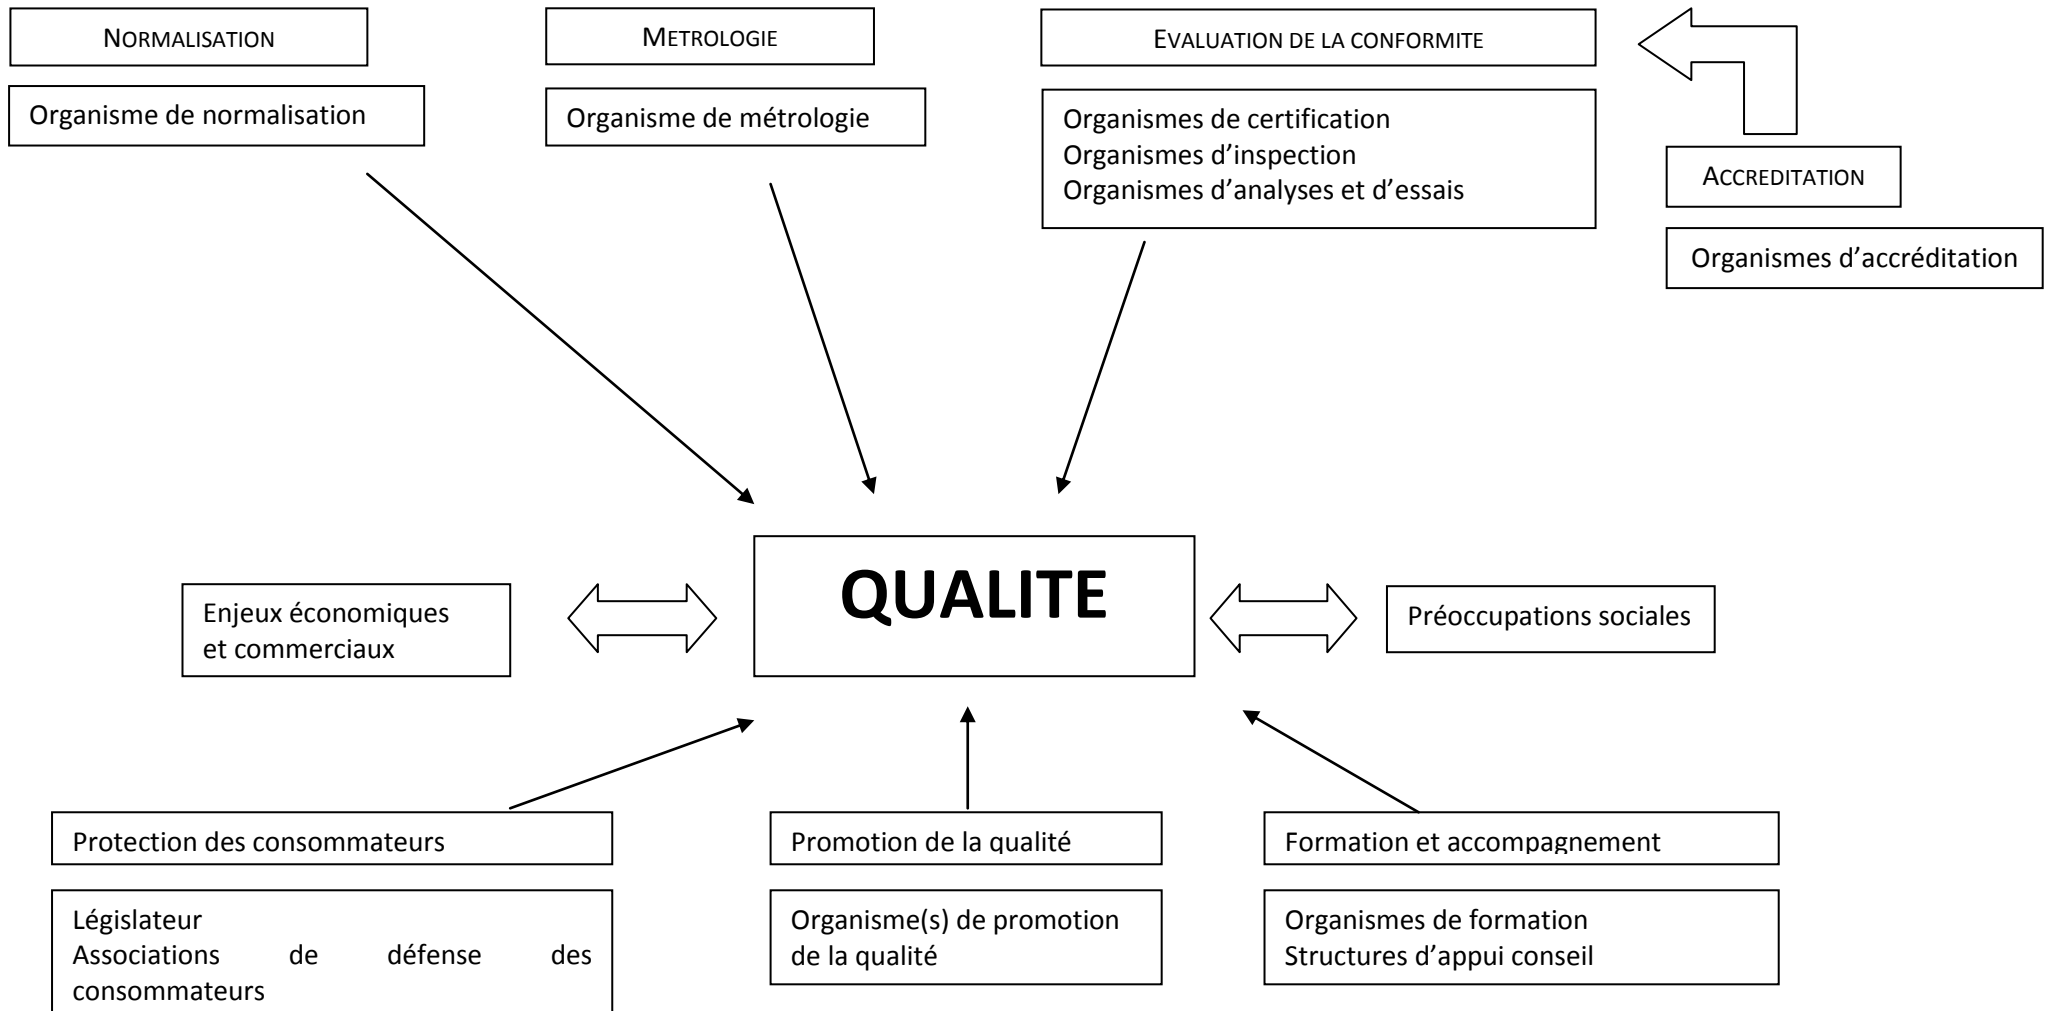 NORMALISATION
Organisme de normalisation
METROLOGIE
Organisme de métrologie
EVALUATION DE LA CONFORMITE
Organismes de certification
Organismes d’inspection
Organismes d’analyses et d’essais
ACCREDITATION
Organismes d’accréditation
Enjeux économiques
et commerciaux
QUALITE
Préoccupations sociales
Protection des consommateurs
Législateur
Associations de défense des
consommateurs
Promotion de la qualité
Organisme(s) de promotion
de la qualité
Formation et accompagnement
Organismes de formation
Structures d’appui conseil